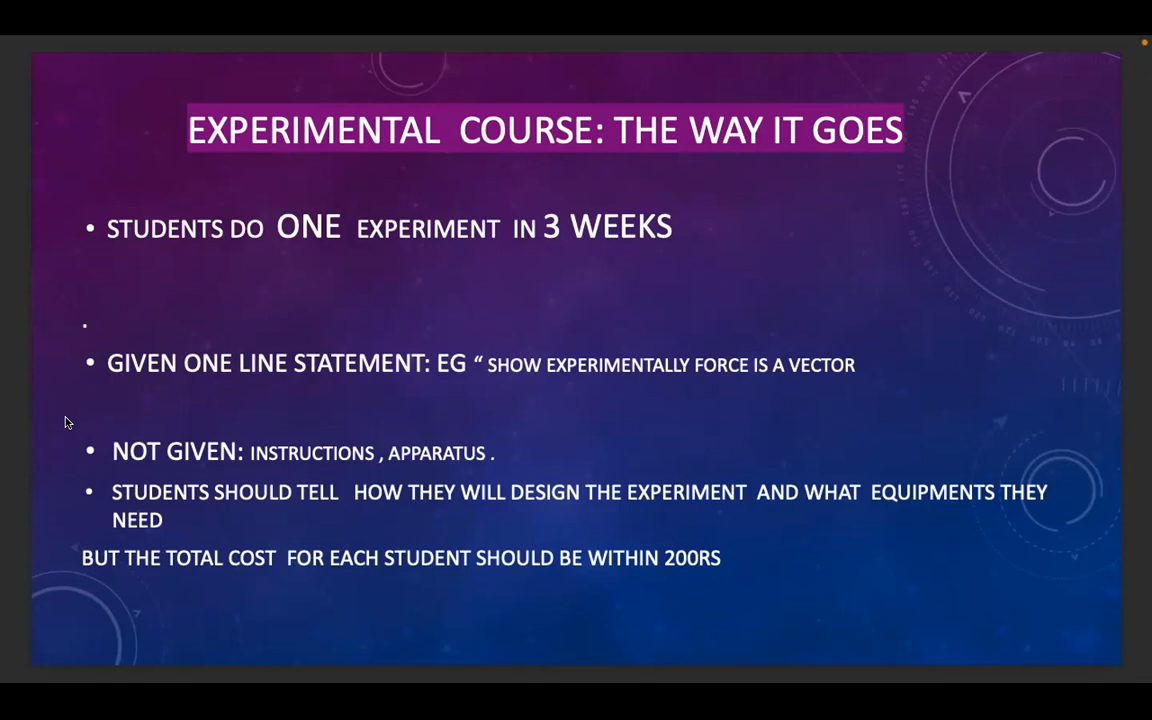 EXPERIMENTAL COURSE: THE WAY IT GOES
• STUDENTS DO ONE EXPERIMENT IN 3 WEEKS
.
• GIVEN ONE LINE STATEMENT: EG “ SHOW EXPERIMENTALLY FORCE IS A VECTOR
• NOT GIVEN: INSTRUCTIONS , APPARATUS .
• STUDENTS SHOULD TELL HOW THEY WILL DESIGN THE EXPERIMENT AND WHAT EQUIPMENTS THEY
NEED
BUT THE TOTAL COST FOR EACH STUDENT SHOULD BE WITHIN 200RS